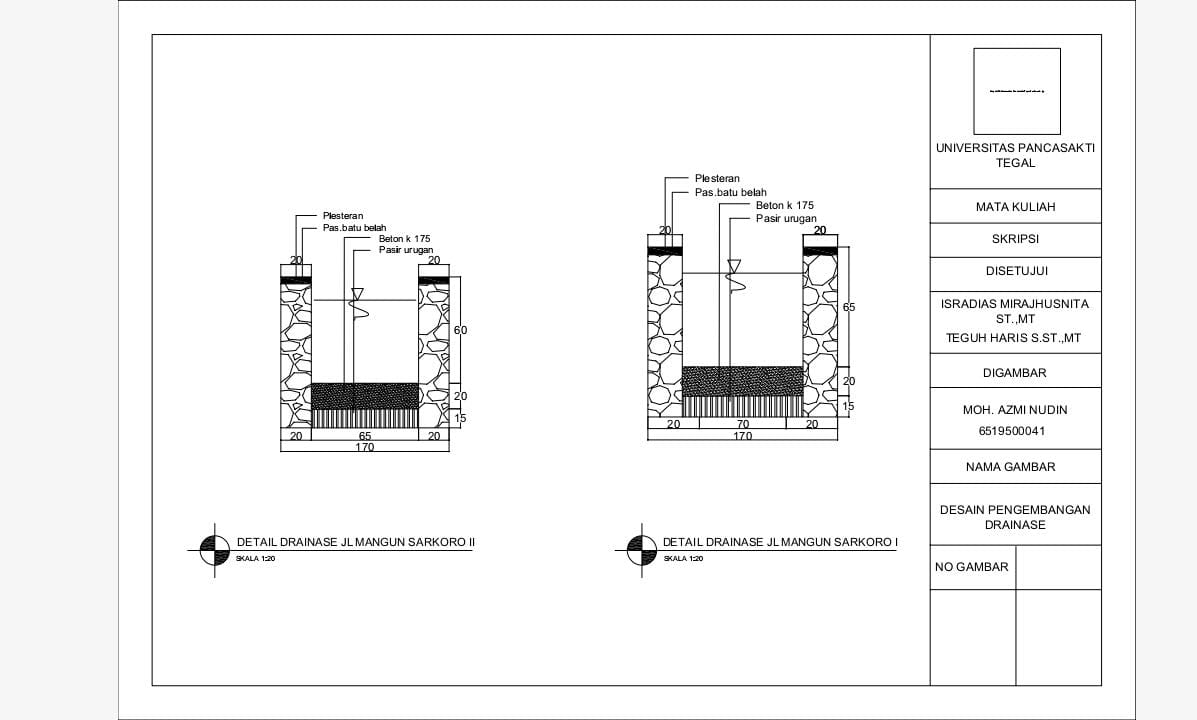 Plesteran
Pas.batu belah
Beton k 175
Pasir urugan
20
20
60
20
15
20
65
20
170
DETAIL DRAINASE JL MANGUN SARKORO II
SKALA 1:20
Plesteran
Pas.batu belah
Beton k 175
Pasir urugan
20
20
65
20
15
20
70
20
170
DETAIL DRAINASE JL MANGUN SARKORO I
SKALA 1:20
UNIVERSITAS PANCASAKTI
TEGAL
MATA KULIAH
SKRIPSI
DISETUJUI
ISRADIAS MIRAJHUSNITA
ST.,MT
TEGUH HARIS S.ST.,MT
DIGAMBAR
MOH. AZMI NUDIN
6519500041
NAMA GAMBAR
DESAIN PENGEMBANGAN
DRAINASE
NO GAMBAR